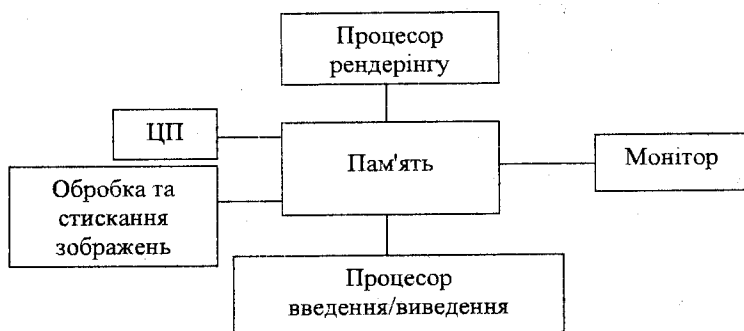 Процесор
рендерінгу
ЦП
Пам'ять
Монітор
Обробка та
стискання
зображень
Процесор
введення/виведення